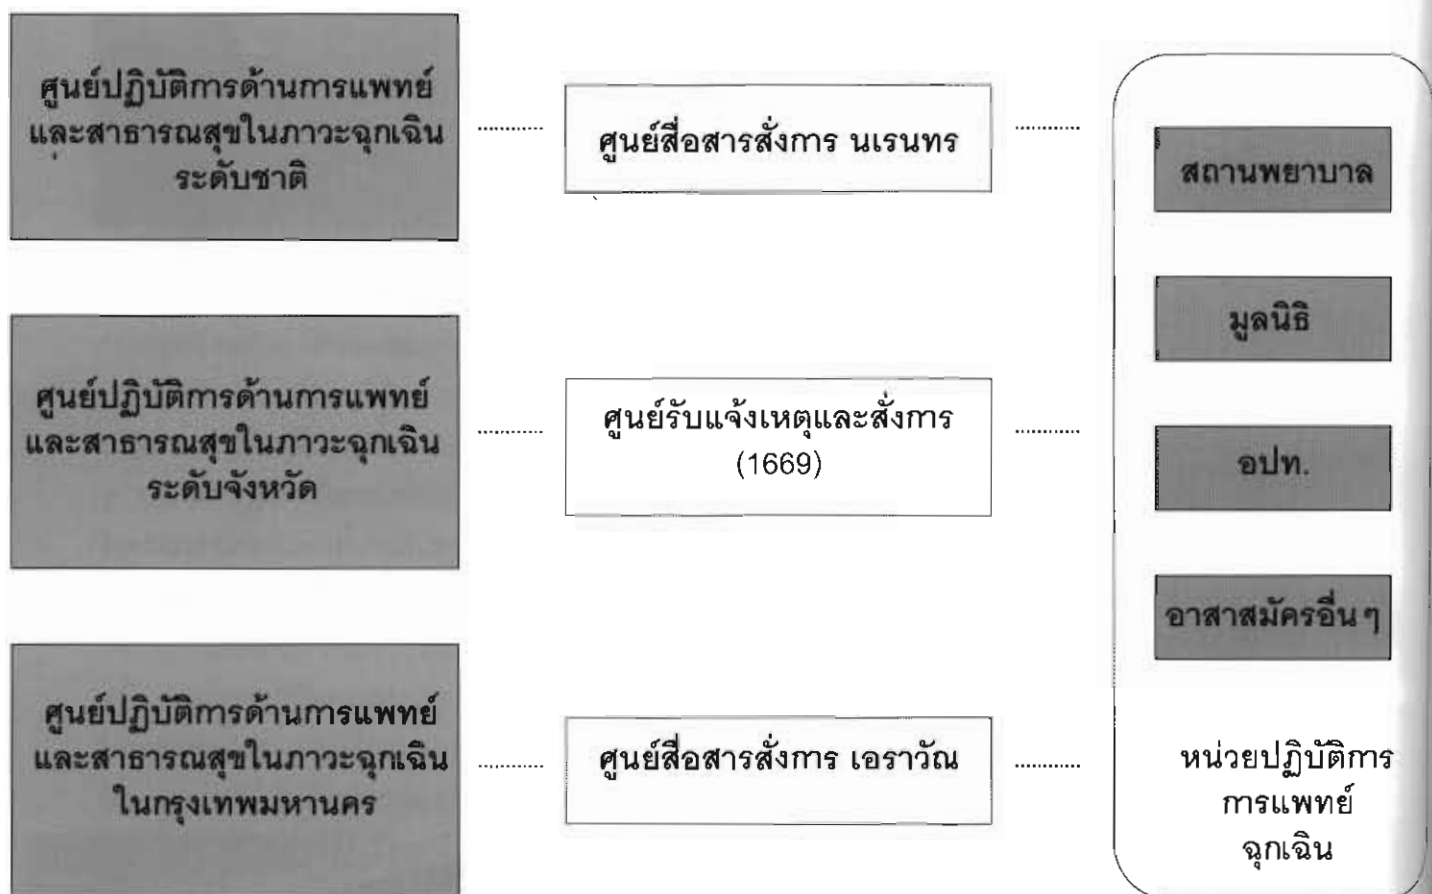 ศูนย์ปฏิบัติการด้านการแพทย์
และสาธารณสุขในภาวะฉุกเฉิน
ระดับชาติ
ศูนย์สื่อสารสั่งการ นเรนทร
สถานพยาบาล
มูลนิธิ
ศูนย์ปฏิบัติการด้านการแพทย์
และสาธารณสุขในภาวะฉุกเฉิน
ระดับจังหวัด
ศูนย์รับแจ้งเหตุและสั่งการ
(1669)
อปท.
อาสาสมัครอื่นๆ
ศูนย์ปฏิบัติการด้านการแพทย์
และสาธารณสุขในภาวะฉุกเฉิน
ในกรุงเทพมหานคร
ศูนย์สื่อสารสั่งการ เอราวัณ
หน่วยปฏิบัติการ
การแพทย์
ฉุกเฉิน